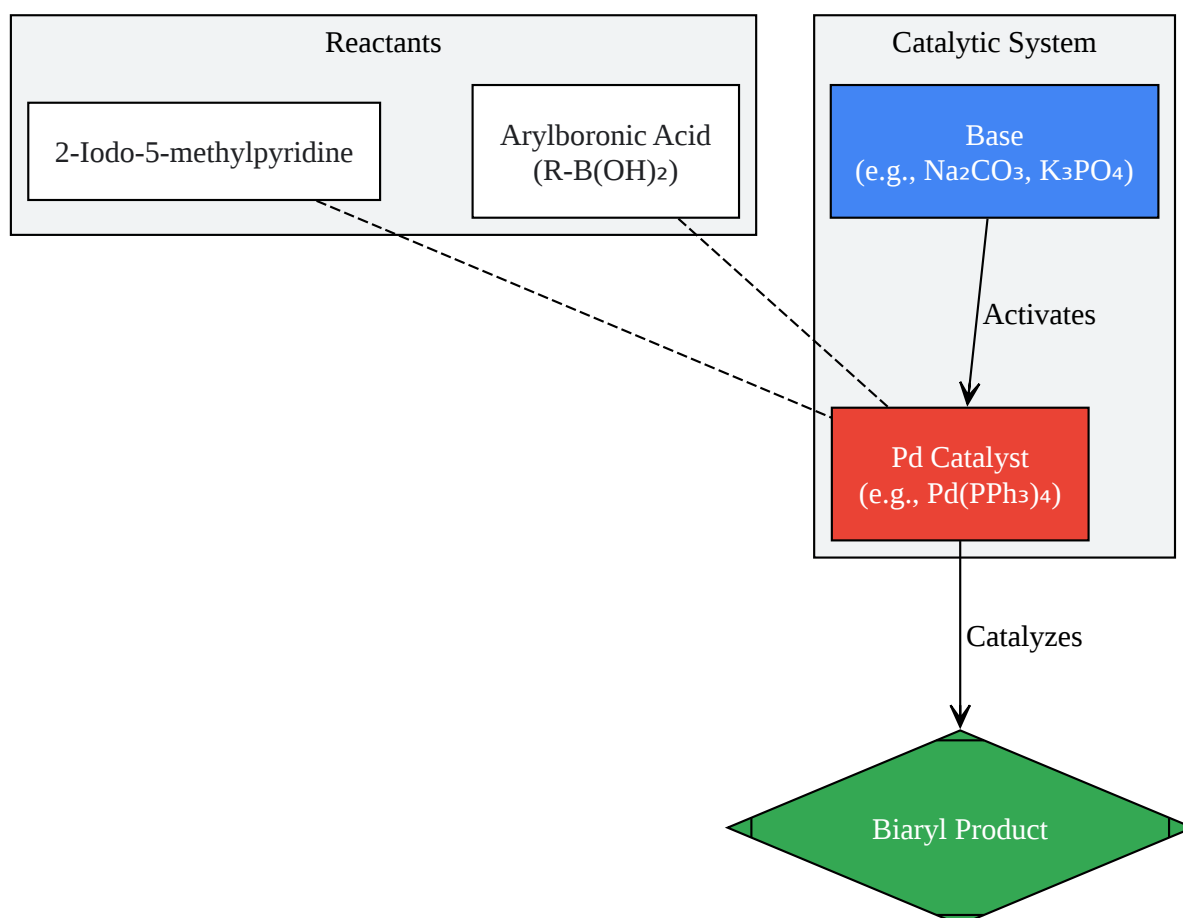 Reactants
2-Iodo-5-methylpyridine
Arylboronic Acid
(R-B(OH)₂)
Catalytic System
Base
(e.g., Na₂CO₃, K₃PO₄)
Activates
Pd Catalyst
(e.g., Pd(PPh₃)₄)
Catalyzes
Biaryl Product